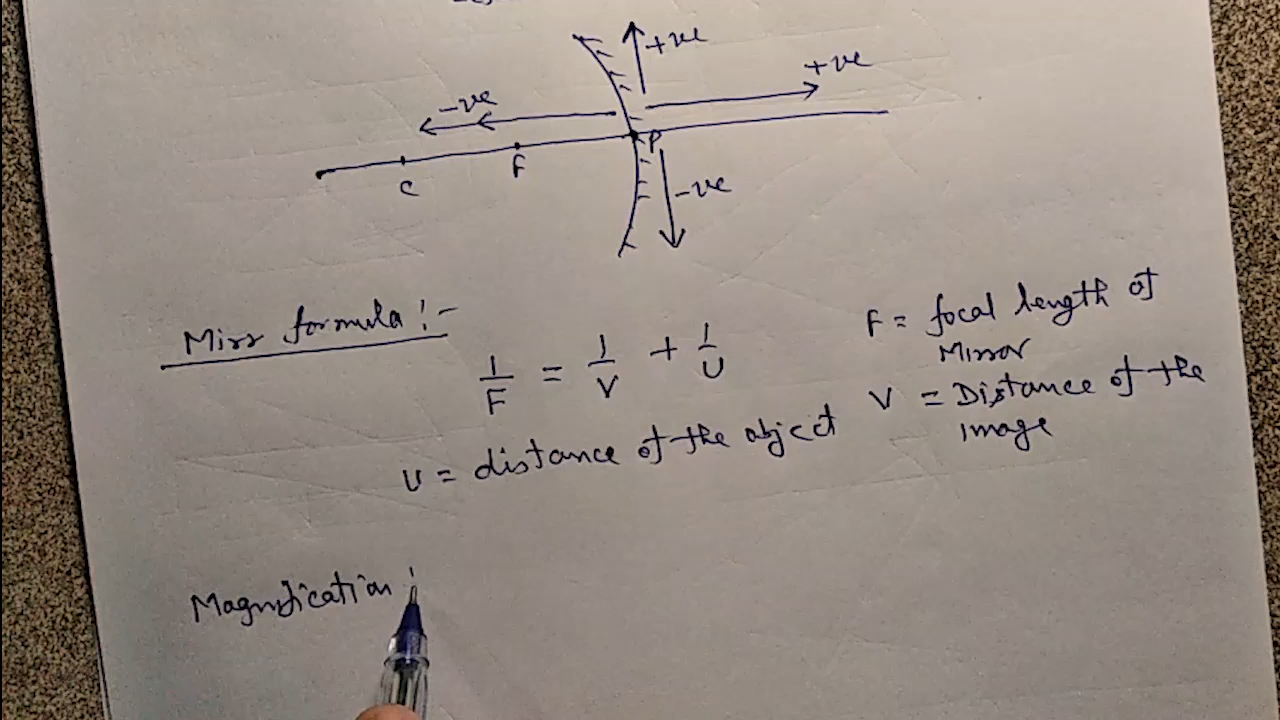 +ve
+ve
-ve
C
F
P
-ve
Mirr formula :-
1/F = 1/V + 1/U
F = focal length of
Mirror
V = Distance of the
image
U = distance of the object
Magnification